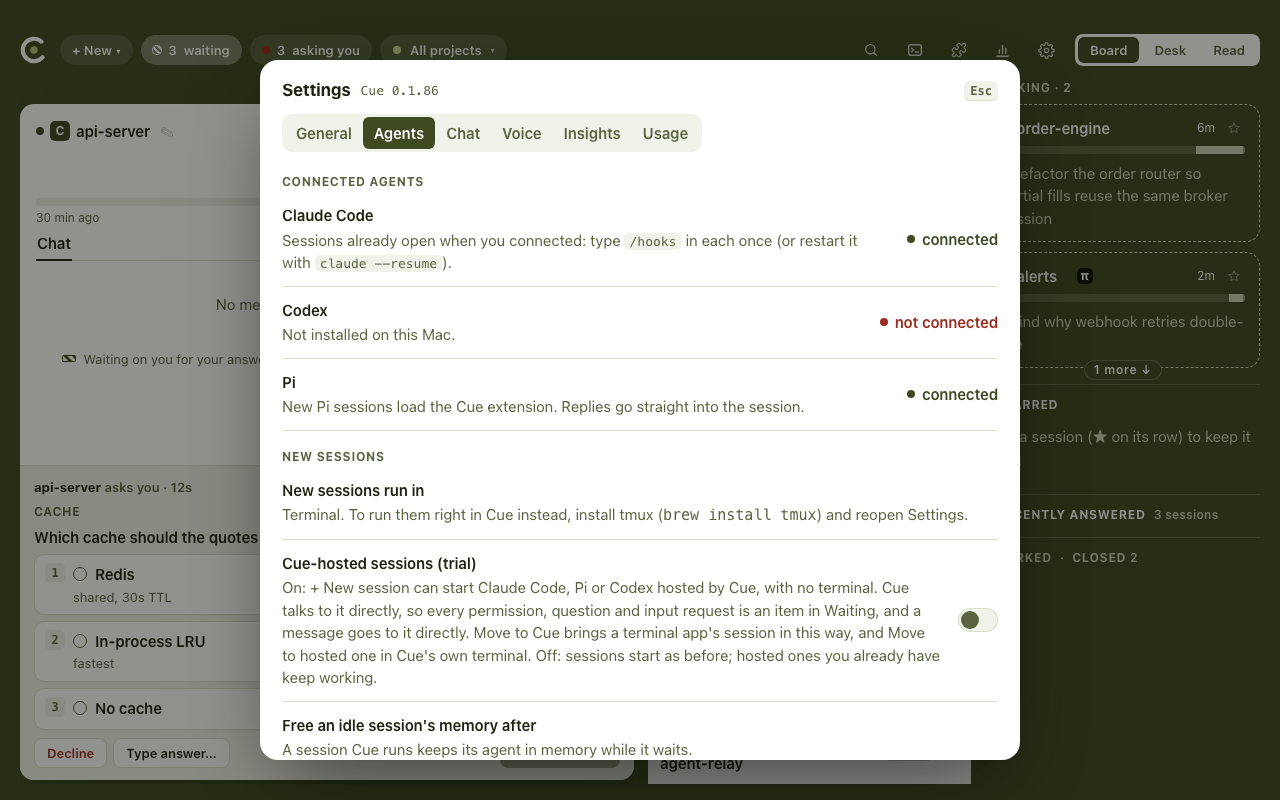 + New ▾
3 waiting
3 asking you
All projects ▾
Board
Desk
Read
Settings Cue 0.1.86
Esc
General
Agents
Chat
Voice
Insights
Usage
CONNECTED AGENTS
Claude Code
Sessions already open when you connected: type /hooks in each once (or restart it
with claude --resume).
connected
Codex
Not installed on this Mac.
not connected
Pi
New Pi sessions load the Cue extension. Replies go straight into the session.
connected
NEW SESSIONS
New sessions run in
Terminal. To run them right in Cue instead, install tmux (brew install tmux) and reopen Settings.
Cue-hosted sessions (trial)
On: + New session can start Claude Code, Pi or Codex hosted by Cue, with no terminal. Cue
talks to it directly, so every permission, question and input request is an item in Waiting, and a
message goes to it directly. Move to Cue brings a terminal app's session in this way, and Move
to hosted one in Cue's own terminal. Off: sessions start as before; hosted ones you already have
keep working.
Free an idle session's memory after
A session Cue runs keeps its agent in memory while it waits.
C api-server
30 min ago
Chat
No me
Waiting on you for your answe
api-server asks you · 12s
CACHE
Which cache should the quotes
1 Redis
shared, 30s TTL
2 In-process LRU
fastest
3 No cache
Decline
Type answer...
KING · 2
order-engine
6m
efactor the order router so
rtial fills reuse the same broker
ssion
alerts π
2m
ind why webhook retries double-
1 more ↓
RRED
a session (★ on its row) to keep it
CENTLY ANSWERED 3 sessions
RKED · CLOSED 2
agent-relay